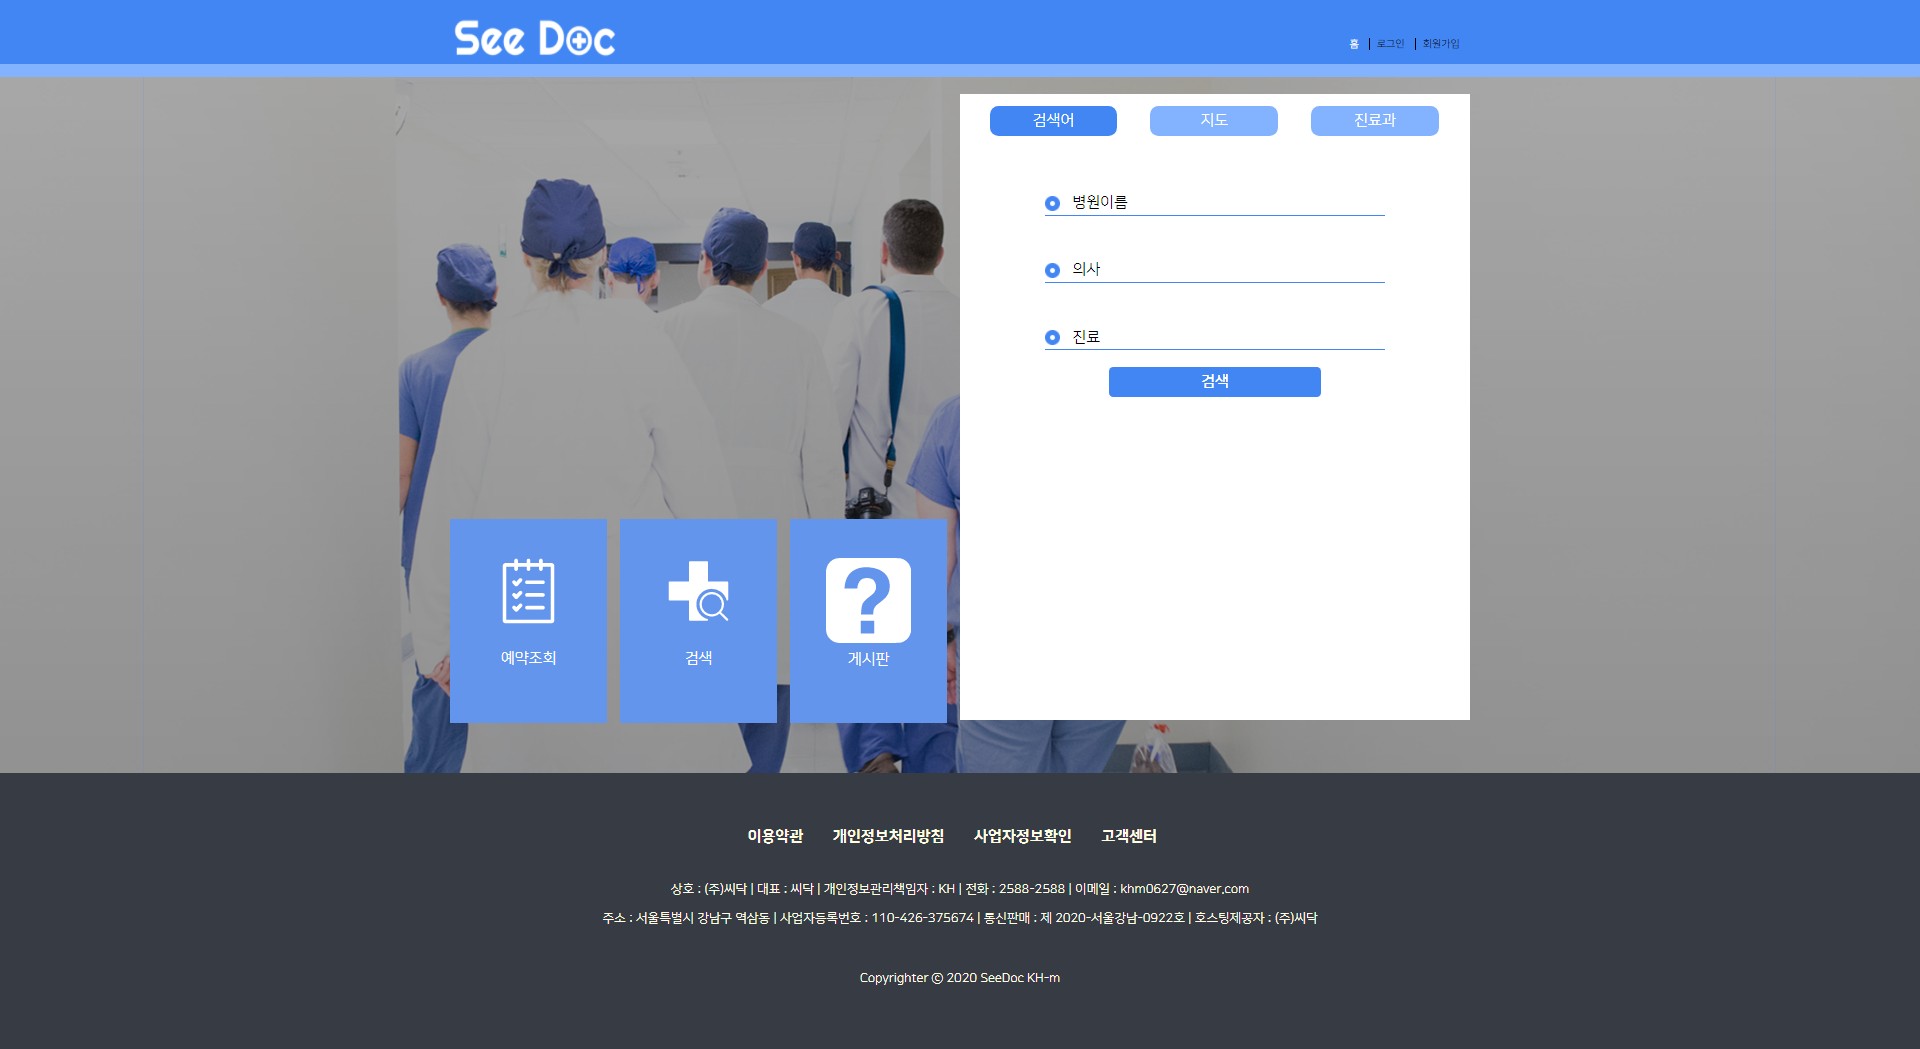 See Doc
홈 | 로그인 | 회원가입
검색어 지도 진료과
병원이름
의사
진료
검색
예약조회 검색 게시판
이용약관 개인정보처리방침 사업자정보확인 고객센터
상호 : (주)씨닥 | 대표 : 씨닥 | 개인정보관리책임자 : KH | 전화 : 2588-2588 | 이메일 : khm0627@naver.com
주소 : 서울특별시 강남구 역삼동 | 사업자등록번호 : 110-426-375674 | 통신판매 : 제 2020-서울강남-0922호 | 호스팅제공자 : (주)씨닥
Copyrighter ⓒ 2020 SeeDoc KH-m